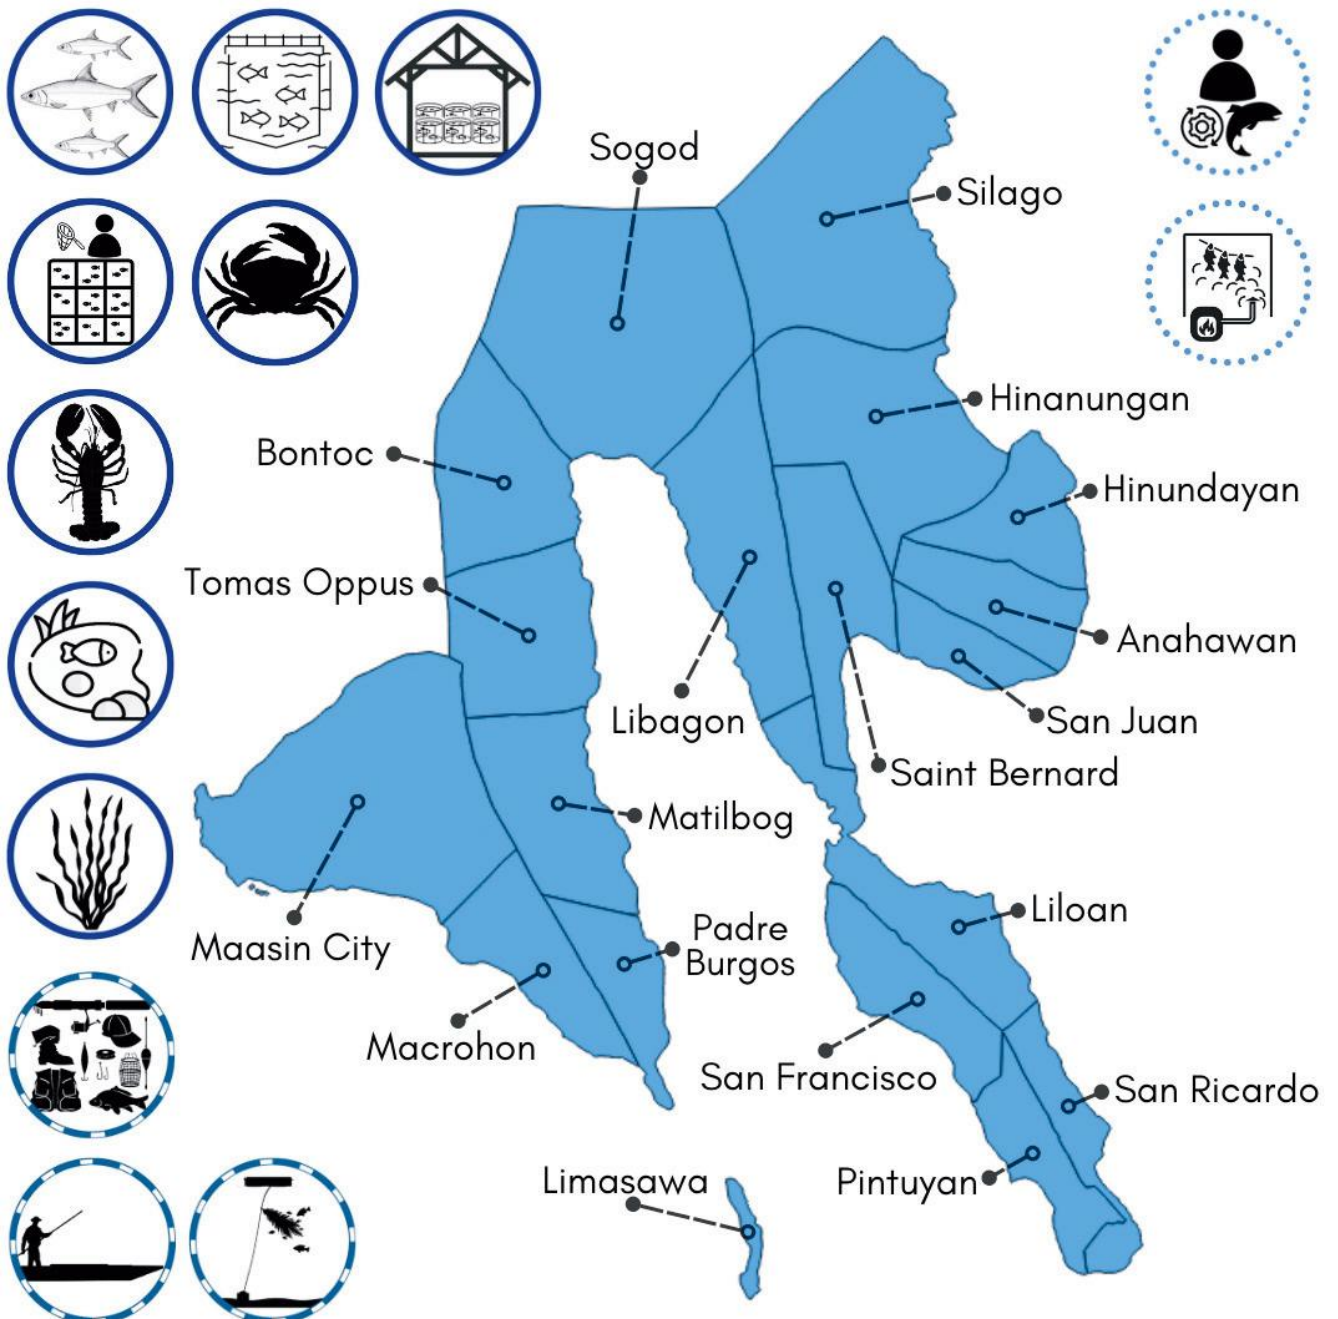 Sogod
Silago
Hinanungan
Bontoc
Hinundayan
Tomas Oppus
Anahawan
Libagon
San Juan
Saint Bernard
Matilbog
Liloan
Padre
Burgos
Maasin City
Macrohon
San Francisco
San Ricardo
Limasawa
Pintuyan